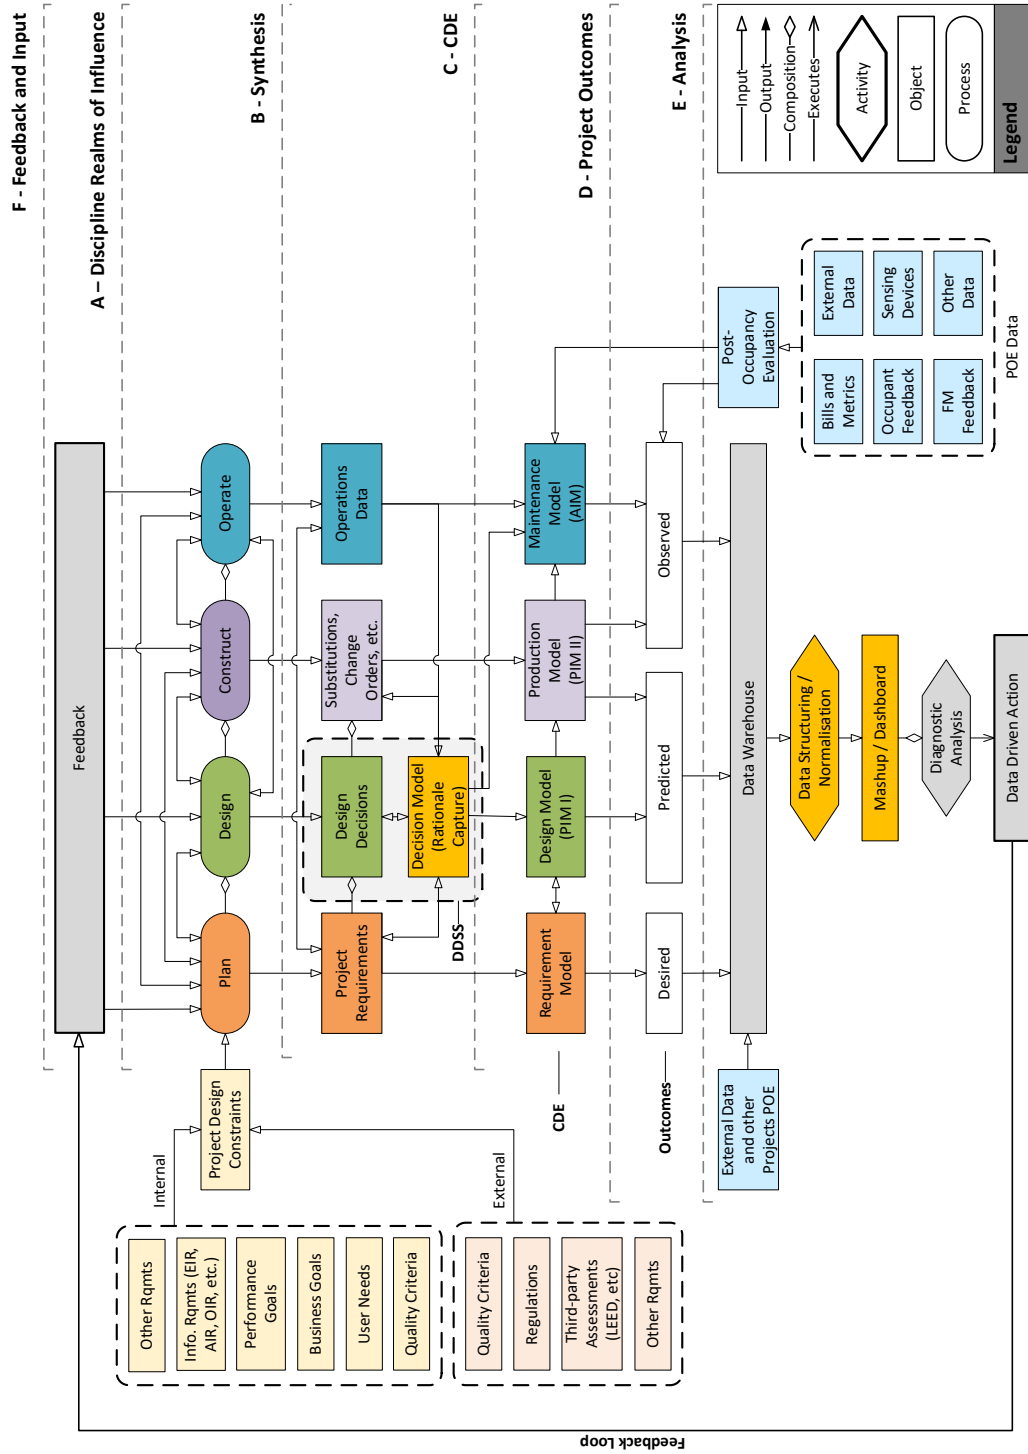 F - Feedback and Input
Feedback
A – Discipline Realms of Influence
Project Design
Constraints
Plan
Design
Construct
Operate
B - Synthesis
Internal
External
Other Rqmts
Info. Rqmts (EIR,
AIR, OIR, etc.)
Performance
Goals
Business Goals
User Needs
Quality Criteria
Quality Criteria
Regulations
Third-party
Assessments
(LEED, etc)
Other Rqmts
Project
Requirements
Design
Decisions
Substitutions,
Change
Orders, etc.
Operations
Data
Decision Model
(Rationale
Capture)
DDSS
C - CDE
CDE
Requirement
Model
Design Model
(PIM I)
Production
Model
(PIM II)
Maintenance
Model
(AIM)
D - Project Outcomes
Outcomes
Desired
Predicted
Observed
E - Analysis
External Data
and other
Projects POE
Data Warehouse
Post-
Occupancy
Evaluation
Bills and
Metrics
External
Data
Occupant
Feedback
Sensing
Devices
FM
Feedback
Other
Data
POE Data
Data Structuring /
Normalisation
Mashup / Dashboard
Diagnostic
Analysis
Data Driven Action
Feedback Loop
Input
Output
Composition
Executes
Activity
Object
Process
Legend